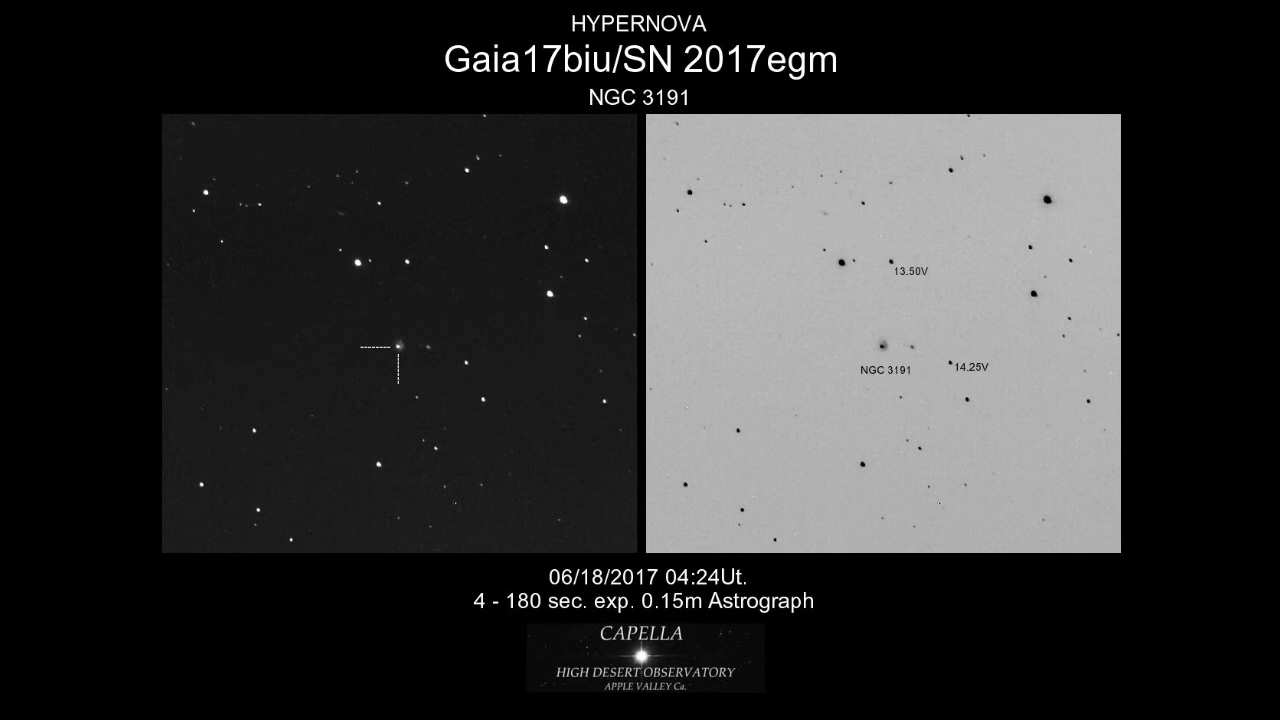 HYPERNOVA
Gaia17biu/SN 2017egm
NGC 3191
13.50V
NGC 3191
14.25V
06/18/2017 04:24Ut.
4 - 180 sec. exp. 0.15m Astrograph
CAPELLA
HIGH DESERT OBSERVATORY
APPLE VALLEY Ca.